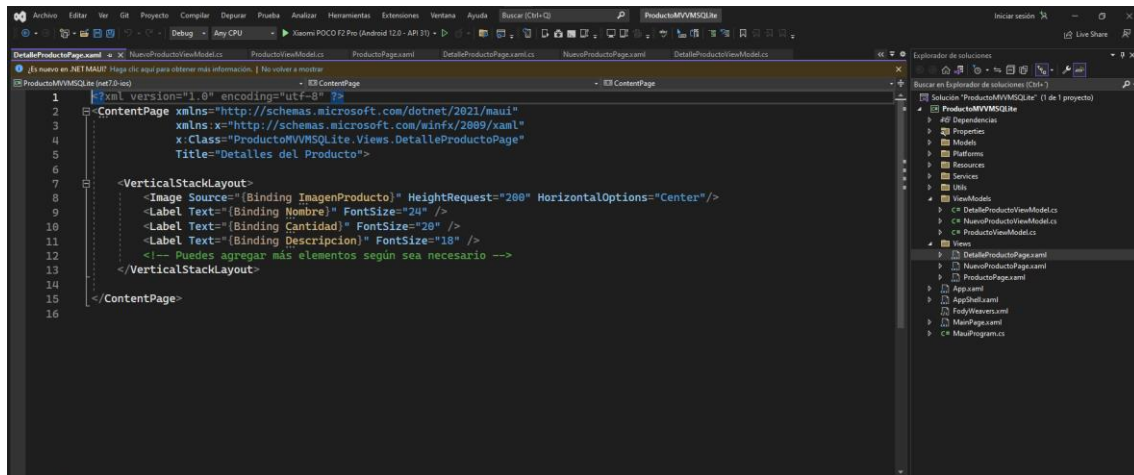 Archivo Editar Ver Git Proyecto Compilar Depurar Prueba Analizar Herramientas Extensiones Ventana Ayuda Buscar (Ctrl+Q) ProductoMVVMSQLite Iniciar sesión
Debug Any CPU Xiaomi POCO F2 Pro (Android 12.0 - API 31) Live Share
DetalleProductoPage.xaml NuevoProductoViewModel.cs ProductoViewModel.cs ProductoPage.xaml DetalleProductoPage.xaml.cs NuevoProductoPage.xaml DetalleProductoViewModel.cs
¿Es nuevo en .NET MAUI? Haga clic aquí para obtener más información. | No volver a mostrar
ProductoMVVMSQLite (net7.0-ios) ContentPage ContentPage
1 <?xml version="1.0" encoding="utf-8" ?>
2 <ContentPage xmlns="http://schemas.microsoft.com/dotnet/2021/maui"
3 xmlns:x="http://schemas.microsoft.com/winfx/2009/xaml"
4 x:Class="ProductoMVVMSQLite.Views.DetalleProductoPage"
5 Title="Detalles del Producto">
6
7 <VerticalStackLayout>
8 <Image Source="{Binding ImagenProducto}" HeightRequest="200" HorizontalOptions="Center"/>
9 <Label Text="{Binding Nombre}" FontSize="24" />
10 <Label Text="{Binding Cantidad}" FontSize="20" />
11 <Label Text="{Binding Descripcion}" FontSize="18" />
12 <!-- Puedes agregar más elementos según sea necesario -->
13 </VerticalStackLayout>
14
15 </ContentPage>
16
Explorador de soluciones
Buscar en Explorador de soluciones (Ctrl+')
Solución "ProductoMVVMSQLite" (1 de 1 proyecto)
ProductoMVVMSQLite
Dependencias
Properties
Models
Platforms
Resources
Services
Utils
ViewModels
C# DetalleProductoViewModel.cs
C# NuevoProductoViewModel.cs
C# ProductoViewModel.cs
Views
DetalleProductoPage.xaml
NuevoProductoPage.xaml
ProductoPage.xaml
App.xaml
AppShell.xaml
FodyWeavers.xml
MainPage.xaml
C# MauiProgram.cs